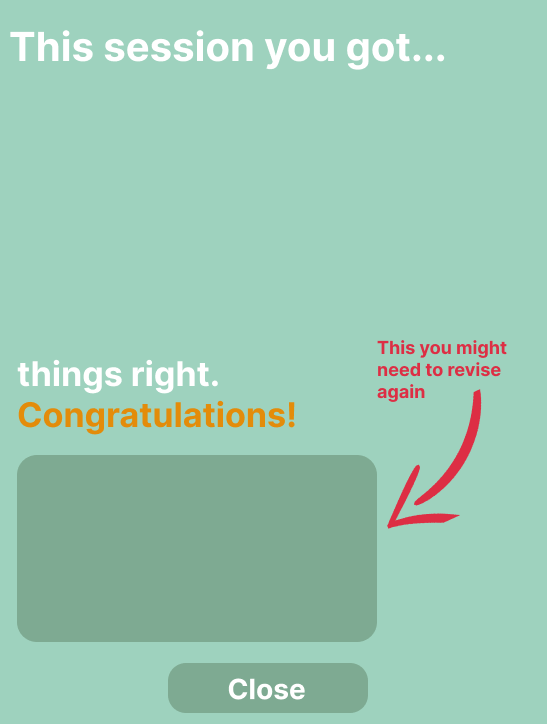 This session you got...
things right.
Congratulations!
This you might
need to revise
again
Close